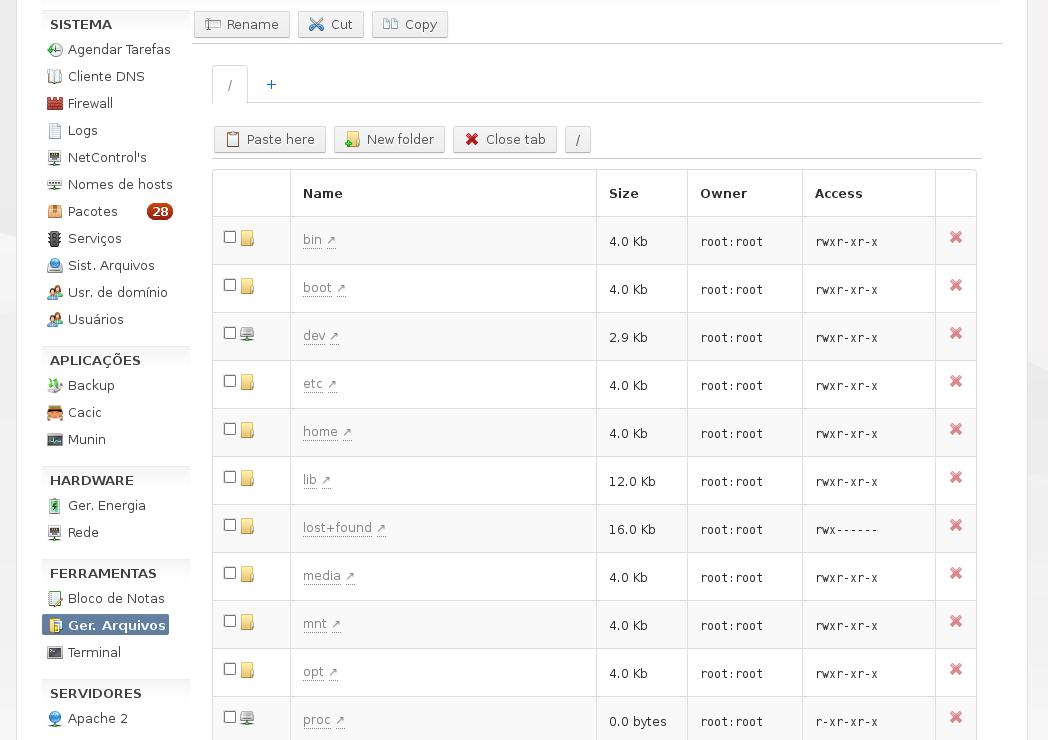 SISTEMA
Agendar Tarefas
Cliente DNS
Firewall
Logs
NetControl's
Nomes de hosts
Pacotes 28
Serviços
Sist. Arquivos
Usr. de domínio
Usuários
APLICAÇÕES
Backup
Cacic
Munin
HARDWARE
Ger. Energia
Rede
FERRAMENTAS
Bloco de Notas
Ger. Arquivos
Terminal
SERVIDORES
Apache 2
Rename Cut Copy
/ +
Paste here New folder Close tab /
Name Size Owner Access
bin ↗ 4.0 Kb root:root rwxr-xr-x
boot ↗ 4.0 Kb root:root rwxr-xr-x
dev ↗ 2.9 Kb root:root rwxr-xr-x
etc ↗ 4.0 Kb root:root rwxr-xr-x
home ↗ 4.0 Kb root:root rwxr-xr-x
lib ↗ 12.0 Kb root:root rwxr-xr-x
lost+found ↗ 16.0 Kb root:root rwx------
media ↗ 4.0 Kb root:root rwxr-xr-x
mnt ↗ 4.0 Kb root:root rwxr-xr-x
opt ↗ 4.0 Kb root:root rwxr-xr-x
proc ↗ 0.0 bytes root:root r-xr-xr-x